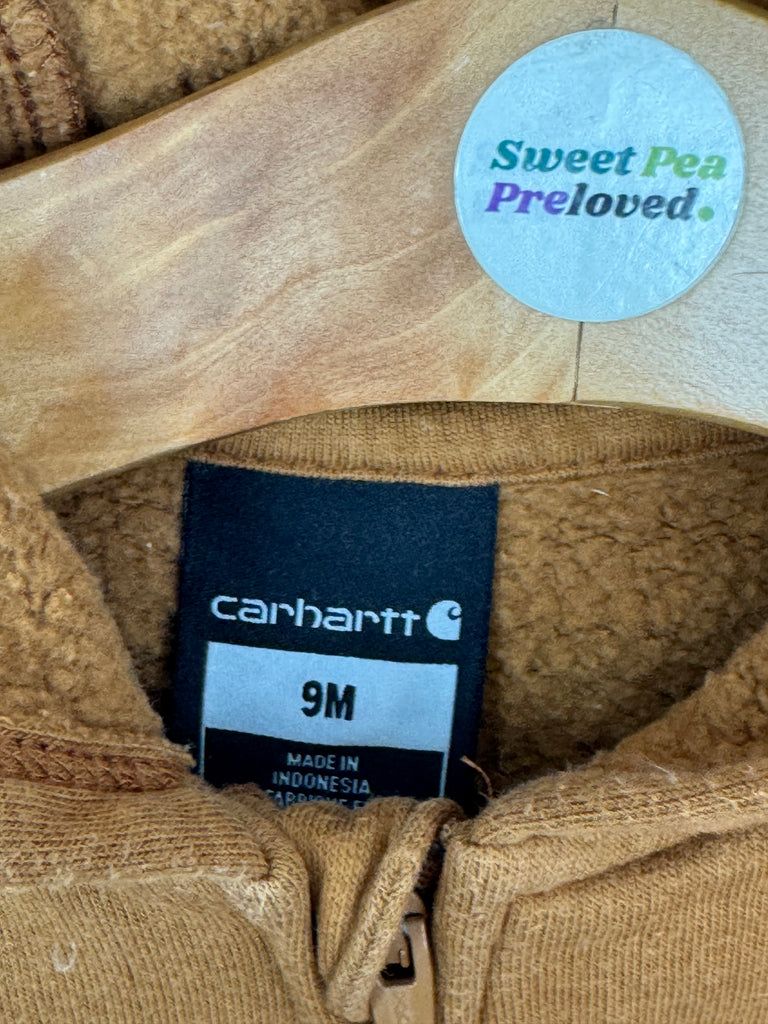 Sweet Pea
Preloved.
carhartt
9M
MADE IN
INDONESIA